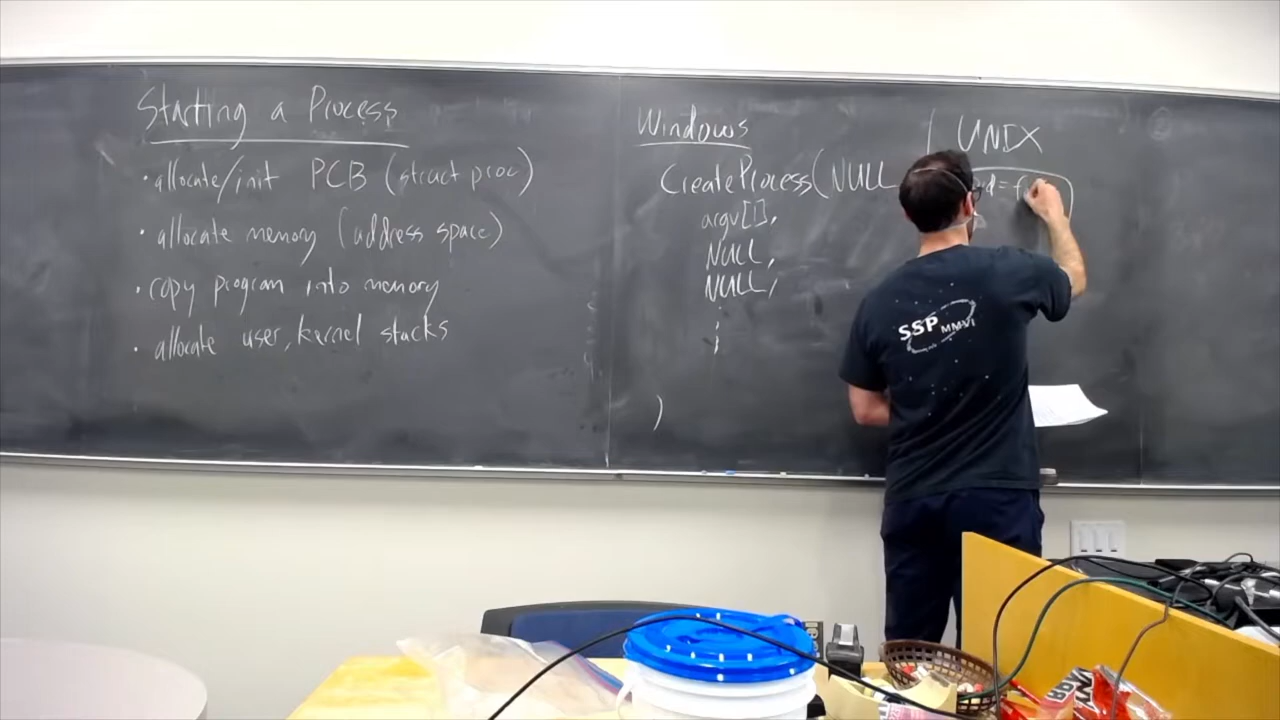 Starting a Process
• allocate/init PCB (struct proc)
• allocate memory (address space)
• copy program into memory
• allocate user, kernel stacks
Windows
CreateProcess(NULL
argv[],
NULL,
NULL,
:
)
UNIX
d = f
SSP MMVI